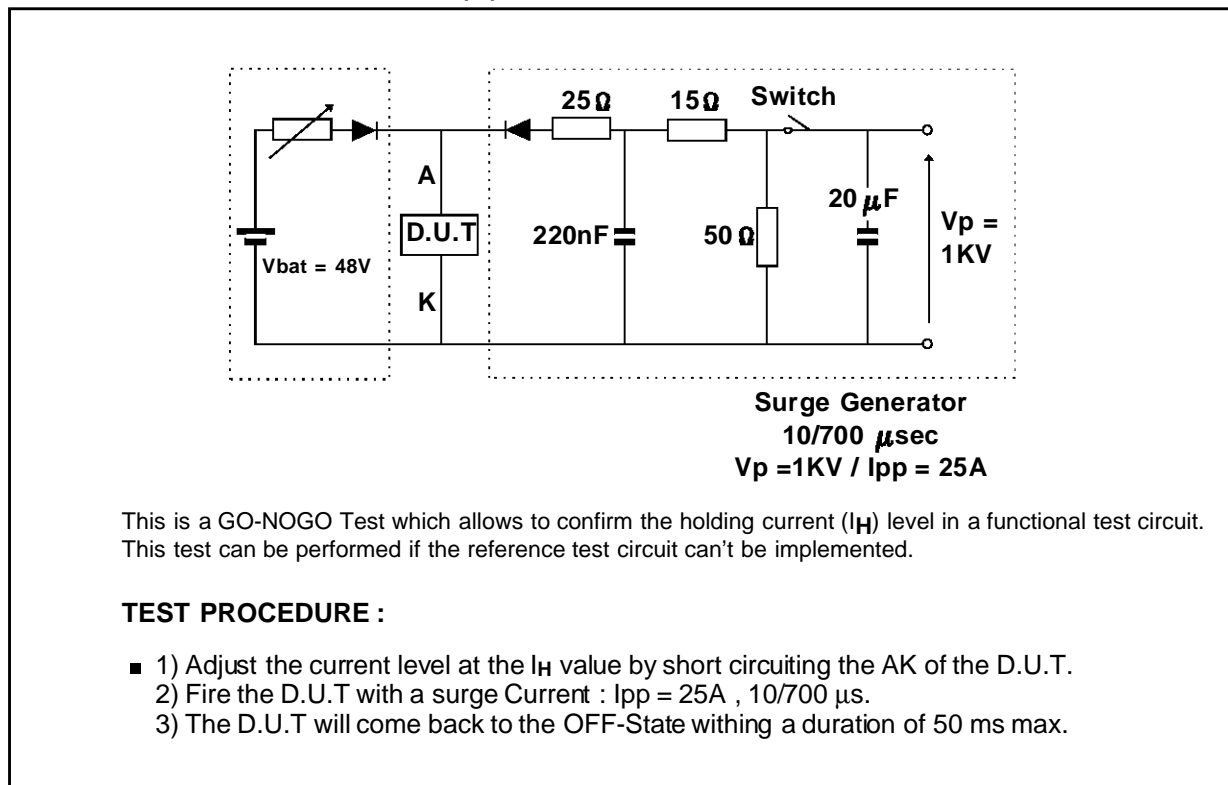 25Ω
15Ω
Switch
A
D.U.T
K
Vbat = 48V
220nF
50Ω
20 µF
Vp =
1KV
Surge Generator
10/700 µsec
Vp =1KV / Ipp = 25A
This is a GO-NOGO Test which allows to confirm the holding current (IH) level in a functional test circuit.
This test can be performed if the reference test circuit can't be implemented.
TEST PROCEDURE :
■ 1) Adjust the current level at the IH value by short circuiting the AK of the D.U.T.
2) Fire the D.U.T with a surge Current : Ipp = 25A , 10/700 µs.
3) The D.U.T will come back to the OFF-State withing a duration of 50 ms max.